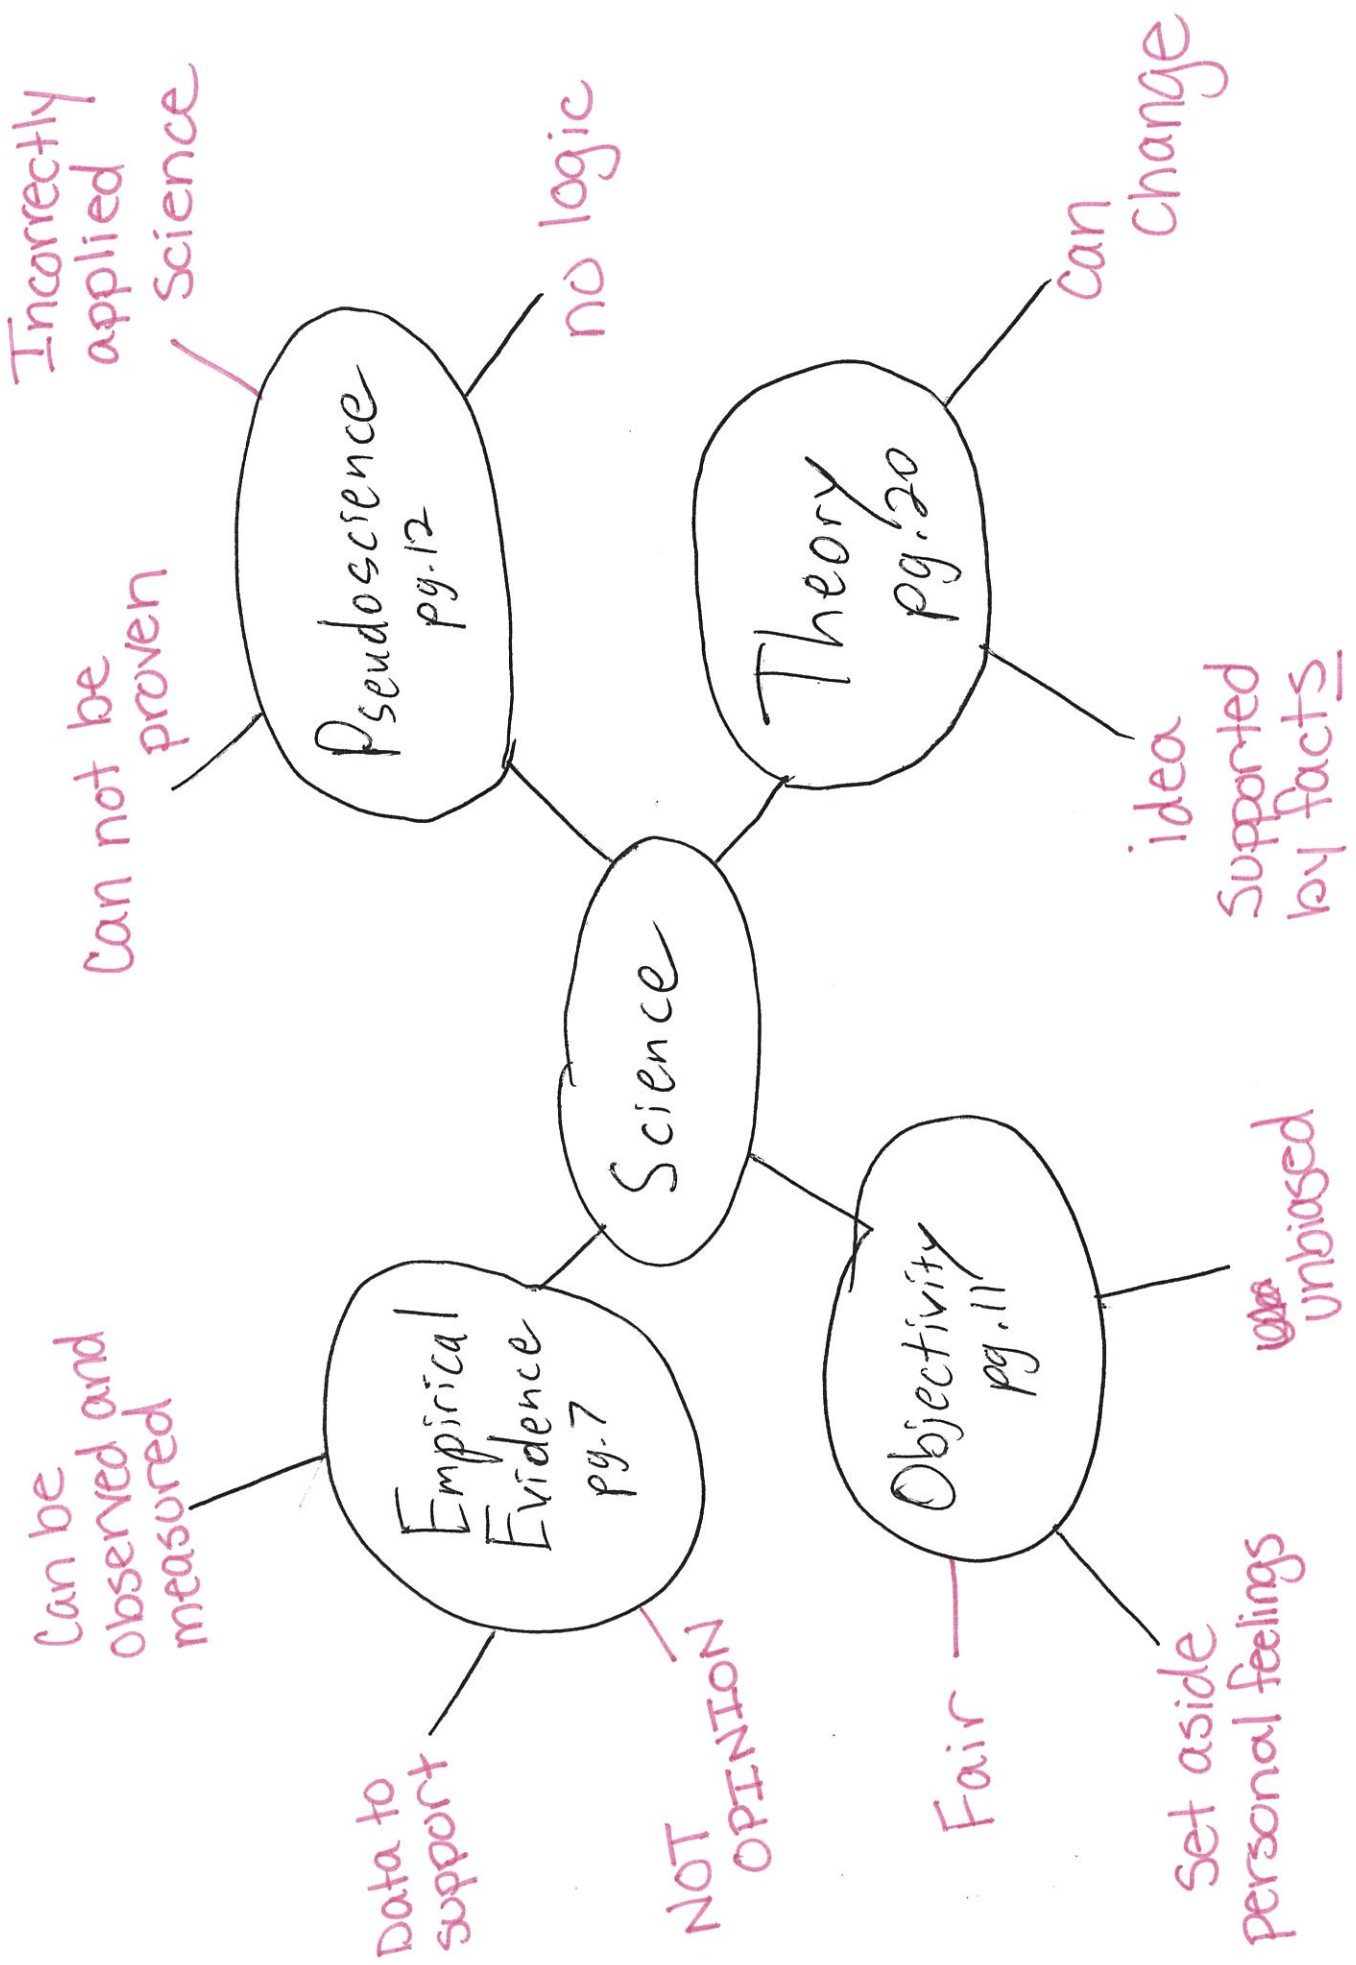 Can be
observed and
measured
Data to
support
NOT
OPINION
Empirical
Evidence
pg.7
Can not be
proven
Incorrectly
applied
science
no logic
Pseudoscience
pg.12
Science
Objectivity
pg.11
Fair
Set aside
personal feelings
unbiased
Theory
pg.20
idea
supported
by facts
can
change